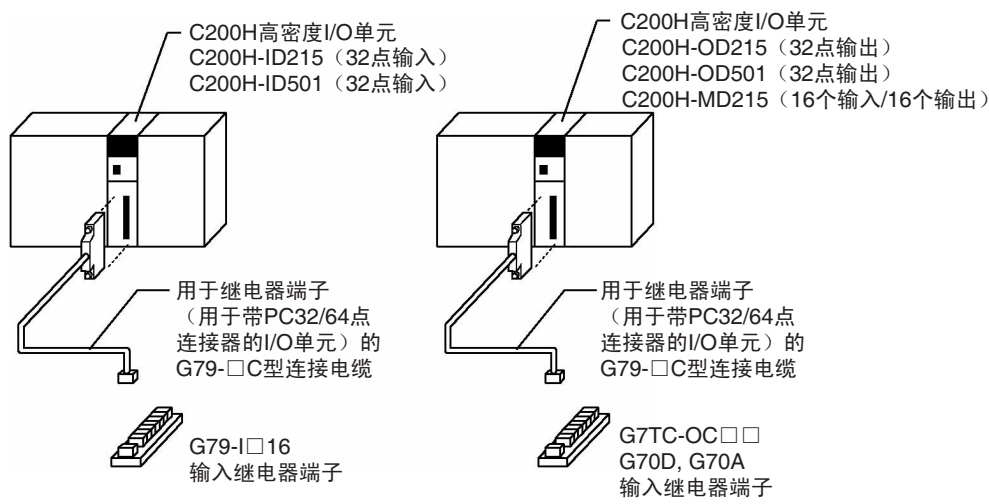 C200H高密度I/O单元
C200H-ID215（32点输入）
C200H-ID501（32点输入）
用于继电器端子
（用于带PC32/64点
连接器的I/O单元）的
G79-□C型连接电缆
G79-I□16
输入继电器端子
C200H高密度I/O单元
C200H-OD215（32点输出）
C200H-OD501（32点输出）
C200H-MD215（16个输入/16个输出）
用于继电器端子
（用于带PC32/64点
连接器的I/O单元）的
G79-□C型连接电缆
G7TC-OC□□
G70D, G70A
输入继电器端子